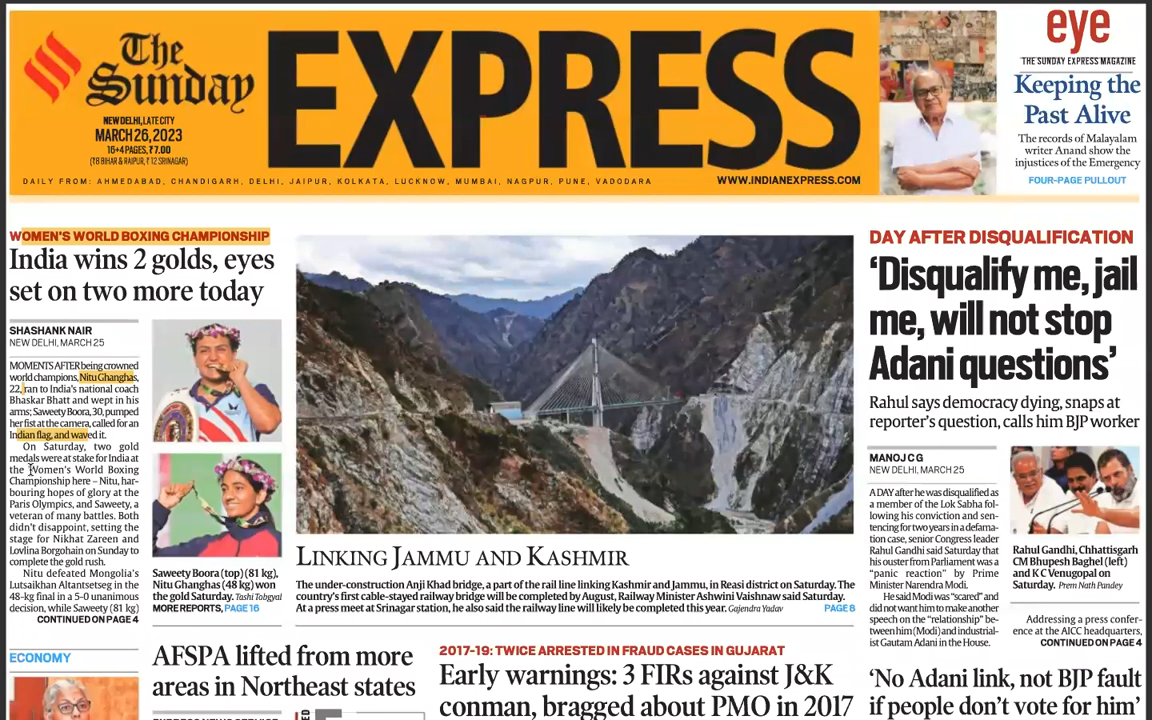 The
Sunday
EXPRESS
NEW DELHI, LATE CITY
MARCH 26, 2023
16+4 PAGES, ₹7.00
(₹8 BIHAR & RAIPUR, ₹12 SRINAGAR)
DAILY FROM: AHMEDABAD, CHANDIGARH, DELHI, JAIPUR, KOLKATA, LUCKNOW, MUMBAI, NAGPUR, PUNE, VADODARA
WWW.INDIANEXPRESS.COM
eye
THE SUNDAY EXPRESS MAGAZINE
Keeping the
Past Alive
The records of Malayalam
writer Anand show the
injustices of the Emergency
FOUR-PAGE PULLOUT
WOMEN'S WORLD BOXING CHAMPIONSHIP
India wins 2 golds, eyes
set on two more today
SHASHANK NAIR
NEW DELHI, MARCH 25
MOMENTS AFTER being crowned
world champions, Nitu Ghanghas,
22, ran to India's national coach
Bhaskar Bhatt and wept in his
arms; Saweety Boora, 30, pumped
her fist at the camera, called for an
Indian flag, and waved it.
On Saturday, two gold
medals were at stake for India at
the Women's World Boxing
Championship here – Nitu, har-
bouring hopes of glory at the
Paris Olympics, and Saweety, a
veteran of many battles. Both
didn't disappoint, setting the
stage for Nikhat Zareen and
Lovlina Borgohain on Sunday to
complete the gold rush.
Nitu defeated Mongolia's
Lutsaikhan Altantsetseg in the
48-kg final in a 5-0 unanimous
decision, while Saweety (81 kg)
CONTINUED ON PAGE 4
Saweety Boora (top) (81 kg),
Nitu Ghanghas (48 kg) won
the gold Saturday. Tashi Tobgyal
MORE REPORTS, PAGE 16
LINKING JAMMU AND KASHMIR
The under-construction Anji Khad bridge, a part of the rail line linking Kashmir and Jammu, in Reasi district on Saturday. The
country's first cable-stayed railway bridge will be completed by August, Railway Minister Ashwini Vaishnaw said Saturday.
At a press meet at Srinagar station, he also said the railway line will likely be completed this year. Gajendra Yadav
PAGE 8
DAY AFTER DISQUALIFICATION
‘Disqualify me, jail
me, will not stop
Adani questions’
Rahul says democracy dying, snaps at
reporter's question, calls him BJP worker
MANOJ C G
NEW DELHI, MARCH 25
A DAY after he was disqualified as
a member of the Lok Sabha fol-
lowing his conviction and sen-
tencing for two years in a defama-
tion case, senior Congress leader
Rahul Gandhi said Saturday that
his ouster from Parliament was a
“panic reaction” by Prime
Minister Narendra Modi.
He said Modi was “scared” and
did not want him to make another
speech on the “relationship” be-
tween him (Modi) and industrial-
ist Gautam Adani in the House.
Rahul Gandhi, Chhattisgarh
CM Bhupesh Baghel (left)
and K C Venugopal on
Saturday. Prem Nath Pandey
Addressing a press confer-
ence at the AICC headquarters,
CONTINUED ON PAGE 4
ECONOMY
AFSPA lifted from more
areas in Northeast states
2017-19: TWICE ARRESTED IN FRAUD CASES IN GUJARAT
Early warnings: 3 FIRs against J&K
conman, bragged about PMO in 2017
‘No Adani link, not BJP fault
if people don't vote for him’